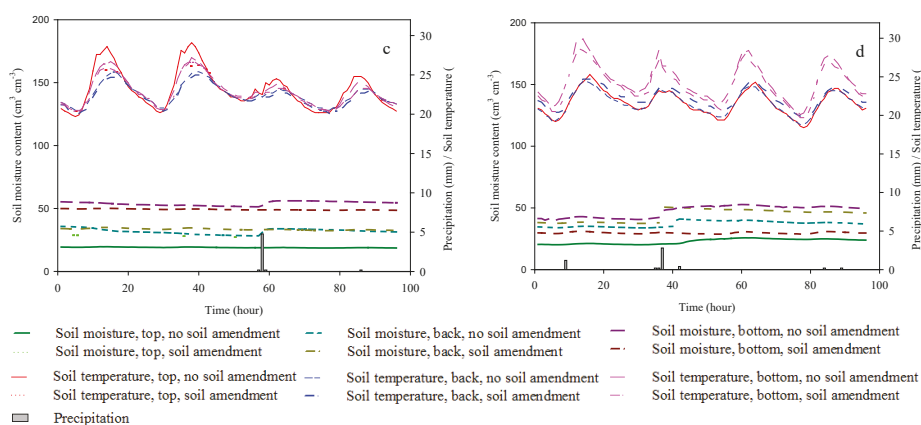 200
150
100
50
0
Soil moisture content (cm³ cm⁻³)
c
30
25
20
15
10
5
0
Precipitation (mm) / Soil temperature (
0 20 40 60 80 100
Time (hour)
200
150
100
50
0
Soil moisture content (cm³ cm⁻³)
d
30
25
20
15
10
5
0
Precipitation (mm) / Soil temperature (
0 20 40 60 80 100
Time (hour)
Soil moisture, top, no soil amendment
Soil moisture, top, soil amendment
Soil temperature, top, no soil amendment
Soil temperature, top, soil amendment
Precipitation
Soil moisture, back, no soil amendment
Soil moisture, back, soil amendment
Soil temperature, back, no soil amendment
Soil temperature, back, soil amendment
Soil moisture, bottom, no soil amendment
Soil moisture, bottom, soil amendment
Soil temperature, bottom, no soil amendment
Soil temperature, bottom, soil amendment